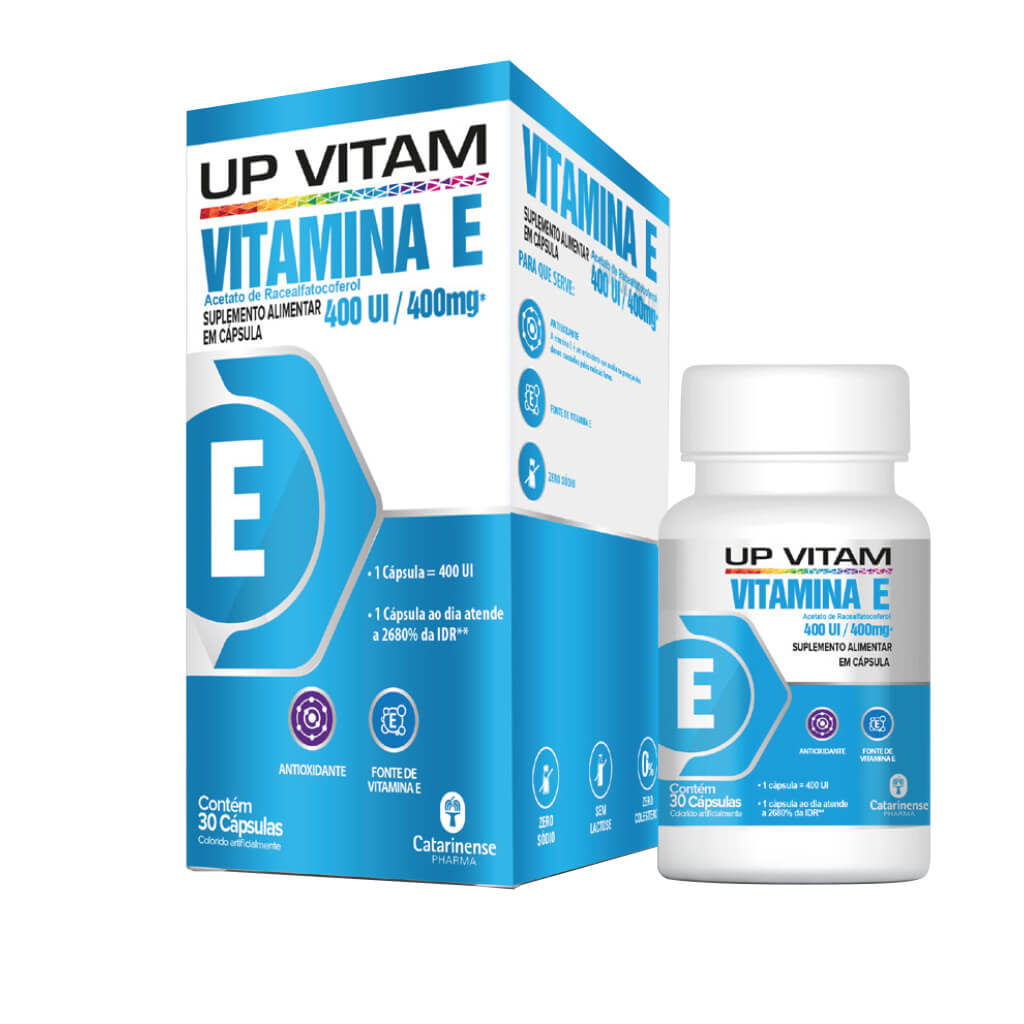 UP VITAM
VITAMINA E
Acetato de Racealfatocoferol
SUPLEMENTO ALIMENTAR
EM CÁPSULA
400 UI / 400mg*
E
• 1 Cápsula = 400 UI
• 1 Cápsula ao dia atende
a 2680% da IDR**
ANTIOXIDANTE
E
FONTE DE
VITAMINA E
Contém
30 Cápsulas
Colorido artificialmente
Catarinense
PHARMA
VITAMINA E
SUPLEMENTO ALIMENTAR
EM CÁPSULA
Acetato de Racealfatocoferol
400 UI / 400mg*
PARA QUE SERVE:
ANTIOXIDANTE
E
FONTE DE VITAMINA E
ZERO SÓDIO
ZERO
SÓDIO
SEM
LACTOSE
0%
ZERO
UP VITAM
VITAMINA E
Acetato de Racealfatocoferol
400 UI / 400mg*
SUPLEMENTO ALIMENTAR
EM CÁPSULA
E
ANTIOXIDANTE
E
FONTE DE
VITAMINA E
• 1 cápsula = 400 UI
• 1 cápsula ao dia atende
a 2680% da IDR**
Contém
30 Cápsulas
Colorido artificialmente
Catarinense
PHARMA